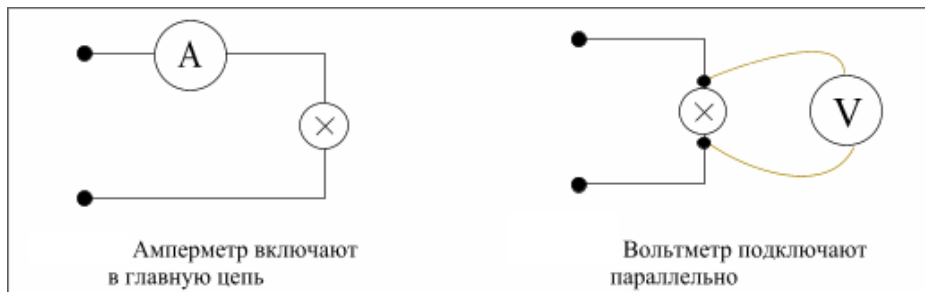 A
V
Амперметр включают
в главную цепь
Вольтметр подключают
параллельно